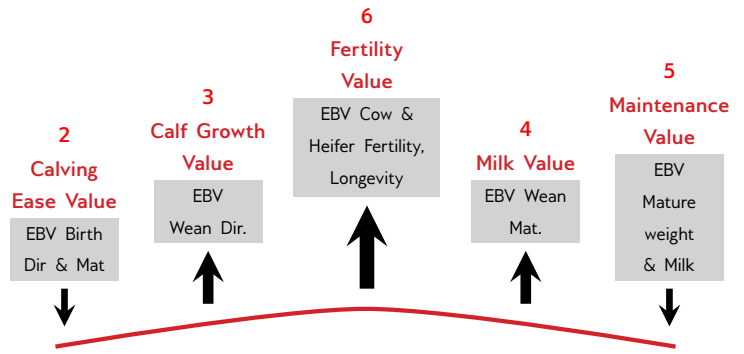 2
Calving
Ease Value
EBV Birth
Dir & Mat
3
Calf Growth
Value
EBV
Wean Dir.
6
Fertility
Value
EBV Cow &
Heifer Fertility,
Longevity
4
Milk Value
EBV Wean
Mat.
5
Maintenance
Value
EBV
Mature
weight
& Milk